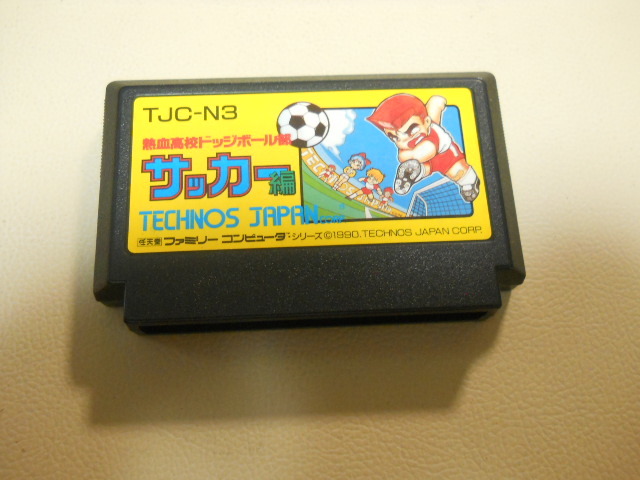 TJC-N3
熱血高校ドッジボール部
サッカー編
TECHNOS JAPAN CORP.
任天堂 ファミリー コンピュータ・シリーズ ©1990. TECHNOS JAPAN CORP.